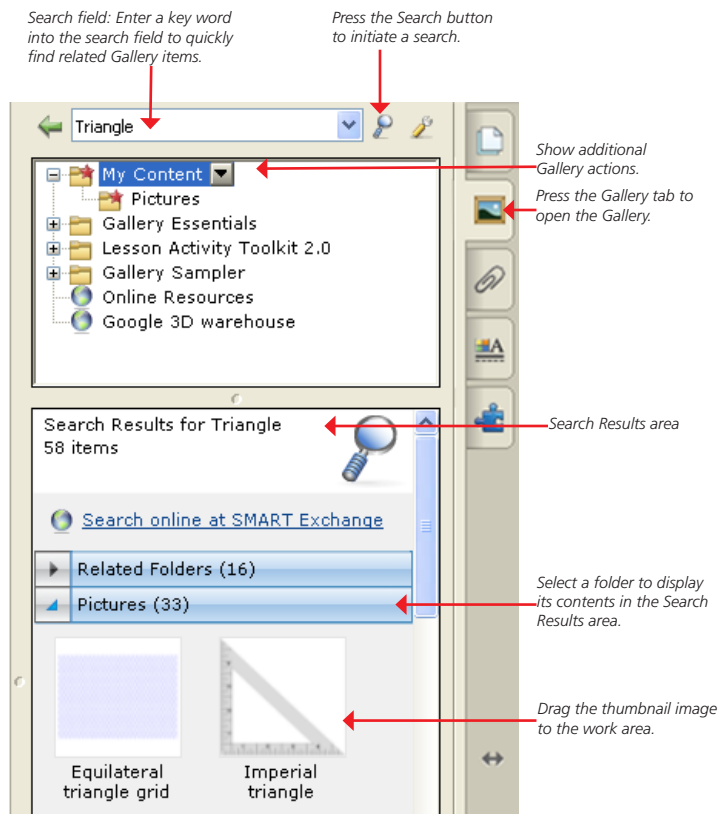 Search field: Enter a key word
into the search field to quickly
find related Gallery items.
Press the Search button
to initiate a search.
Triangle
Show additional
Gallery actions.
My Content
Press the Gallery tab to
open the Gallery.
Pictures
Gallery Essentials
Lesson Activity Toolkit 2.0
Gallery Sampler
Online Resources
Google 3D warehouse
A
Search Results for Triangle
58 items
Search Results area
Search online at SMART Exchange
Related Folders (16)
Pictures (33)
Select a folder to display
its contents in the Search
Results area.
Drag the thumbnail image
to the work area.
Equilateral
triangle grid
Imperial
triangle